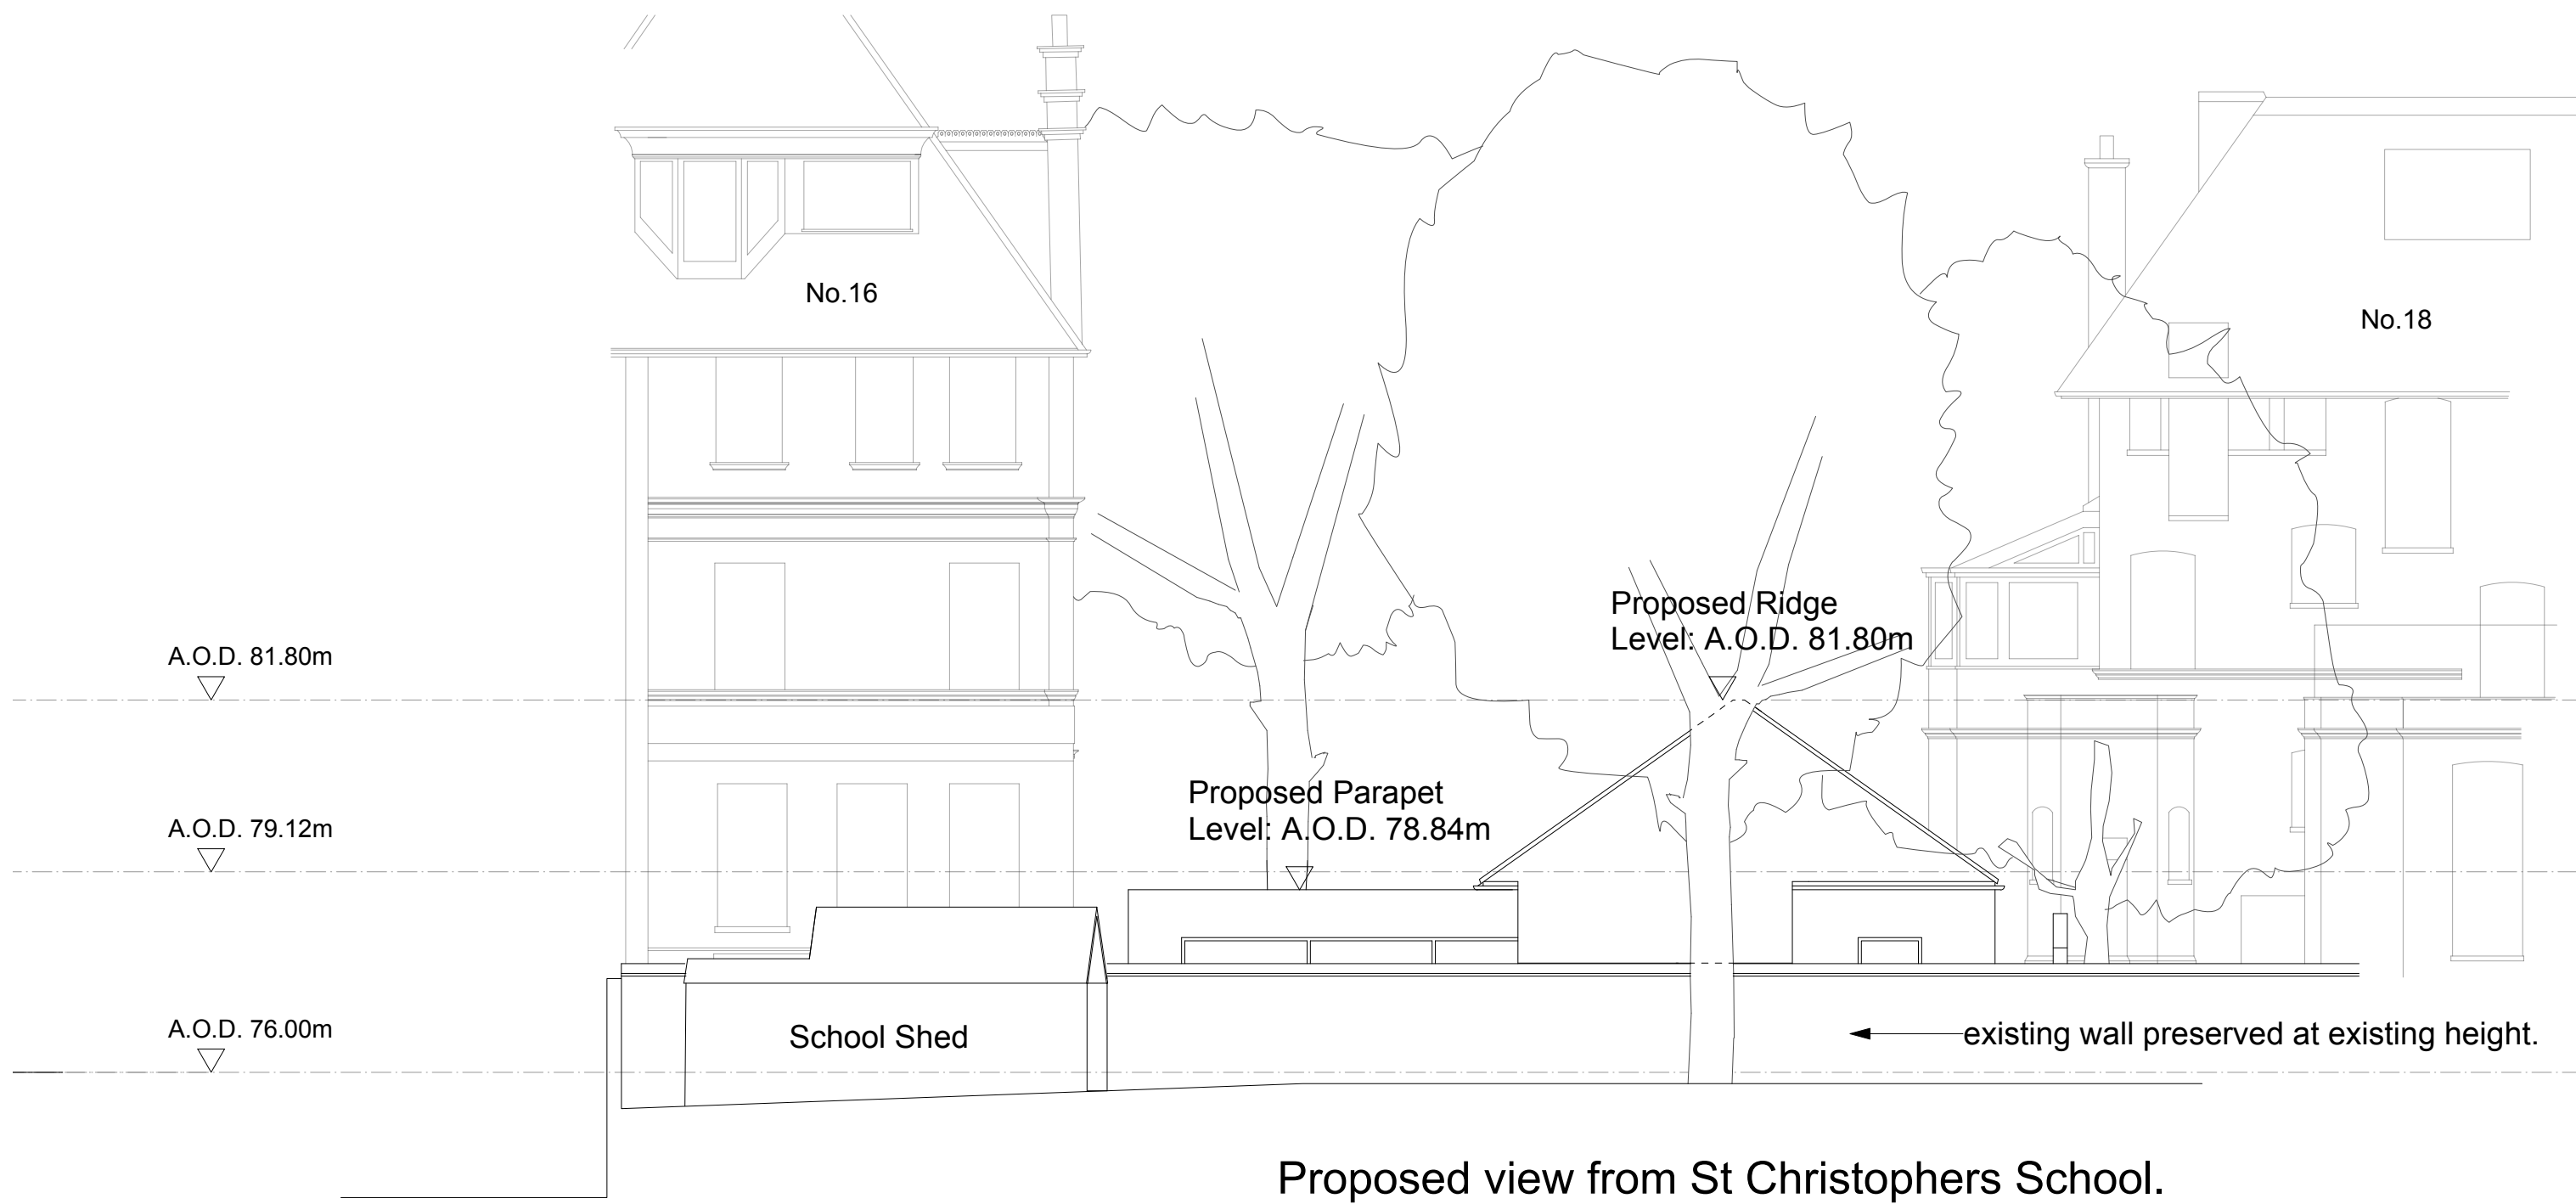 No.16
No.18
Proposed Ridge
Level: A.O.D. 81.80m
A.O.D. 81.80m
Proposed Parapet
Level: A.O.D. 78.84m
A.O.D. 79.12m
A.O.D. 76.00m
School Shed
existing wall preserved at existing height.
Proposed view from St Christophers School.